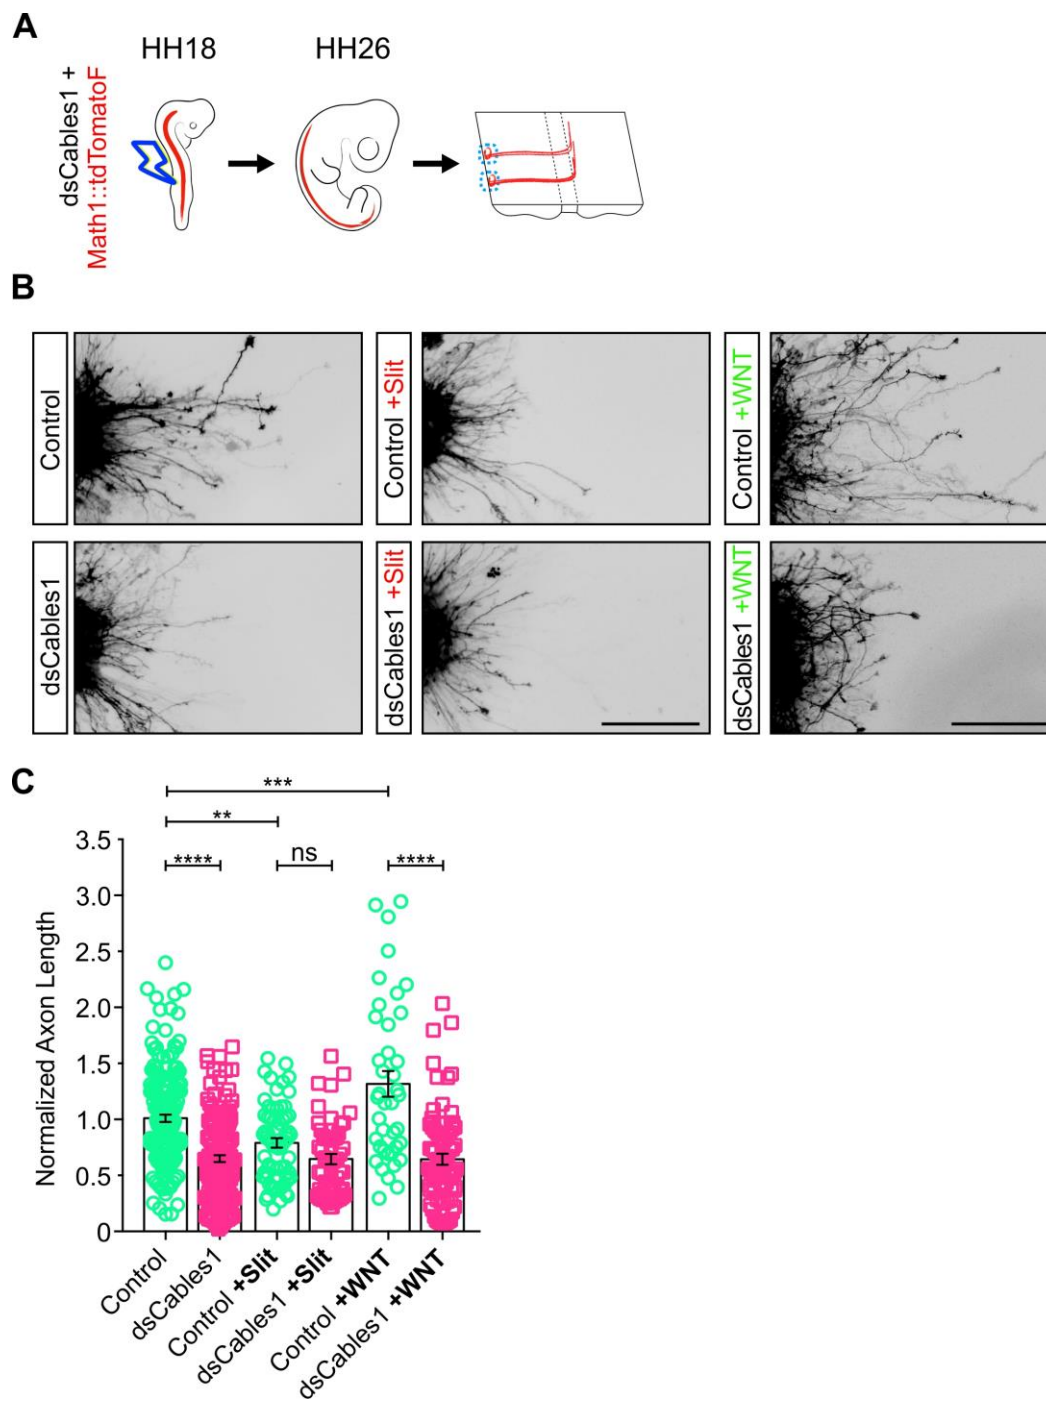 A
HH18
HH26
dsCables1 +
Math1::tdTomatoF
B
Control
Control +Slit
Control +WNT
dsCables1
dsCables1 +Slit
dsCables1 +WNT
C
***
**
****
ns
****
Normalized Axon Length
3.5
3.0
2.5
2.0
1.5
1.0
0.5
0
Control
dsCables1
Control +Slit
dsCables1 +Slit
Control +WNT
dsCables1 +WNT